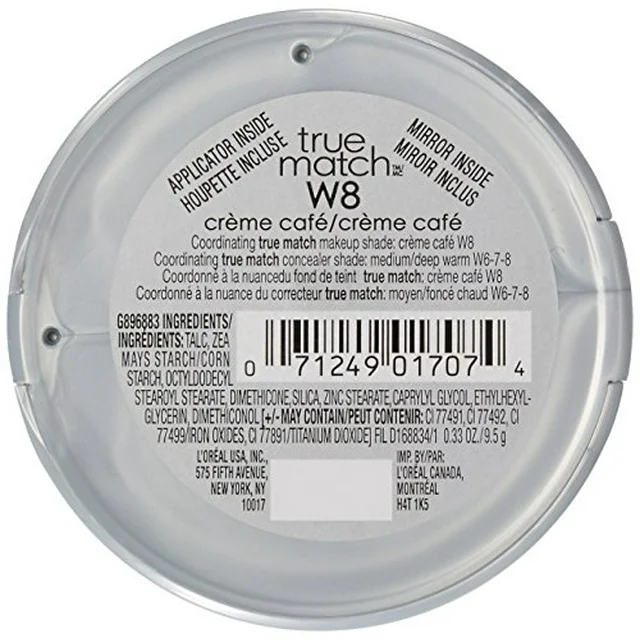 APPLICATOR INSIDE
HOUPETTE INCLUSE
true
match™/MC
MIRROR INSIDE
MIROIR INCLUS
W8
crème café/crème café
Coordinating true match makeup shade: crème café W8
Coordinating true match concealer shade: medium/deep warm W6-7-8
Coordonné à la nuancedu fond de teint true match: crème café W8
Coordonné à la nuance du correcteur true match: moyen/foncé chaud W6-7-8
G896883 INGREDIENTS/
INGRÉDIENTS: TALC, ZEA
MAYS STARCH/CORN
STARCH, OCTYLDODECYL
0 71249 01707 4
STEAROYL STEARATE, DIMETHICONE, SILICA, ZINC STEARATE, CAPRYLYL GLYCOL, ETHYLHEXYL-
GLYCERIN, DIMETHICONOL [+/- MAY CONTAIN/PEUT CONTENIR: CI 77491, CI 77492, CI
77499/IRON OXIDES, CI 77891/TITANIUM DIOXIDE] FIL D168834/1 0.33 OZ./9.5 g
L'ORÉAL USA, INC.,
575 FIFTH AVENUE,
NEW YORK, NY
10017
IMP. BY/PAR:
L'ORÉAL CANADA,
MONTRÉAL
H4T 1K5